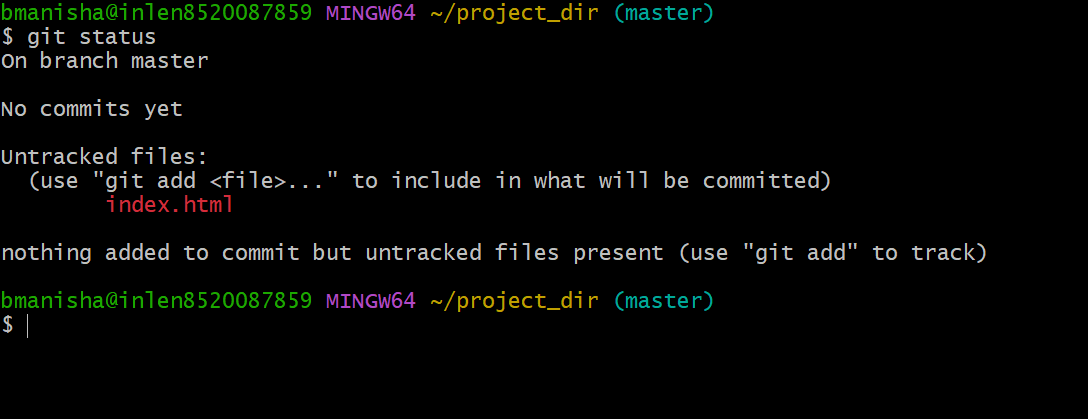 bmanisha@inlen8520087859 MINGW64 ~/project_dir (master)
$ git status
On branch master
No commits yet
Untracked files:
(use "git add <file>..." to include in what will be committed)
index.html
nothing added to commit but untracked files present (use "git add" to track)
bmanisha@inlen8520087859 MINGW64 ~/project_dir (master)
$